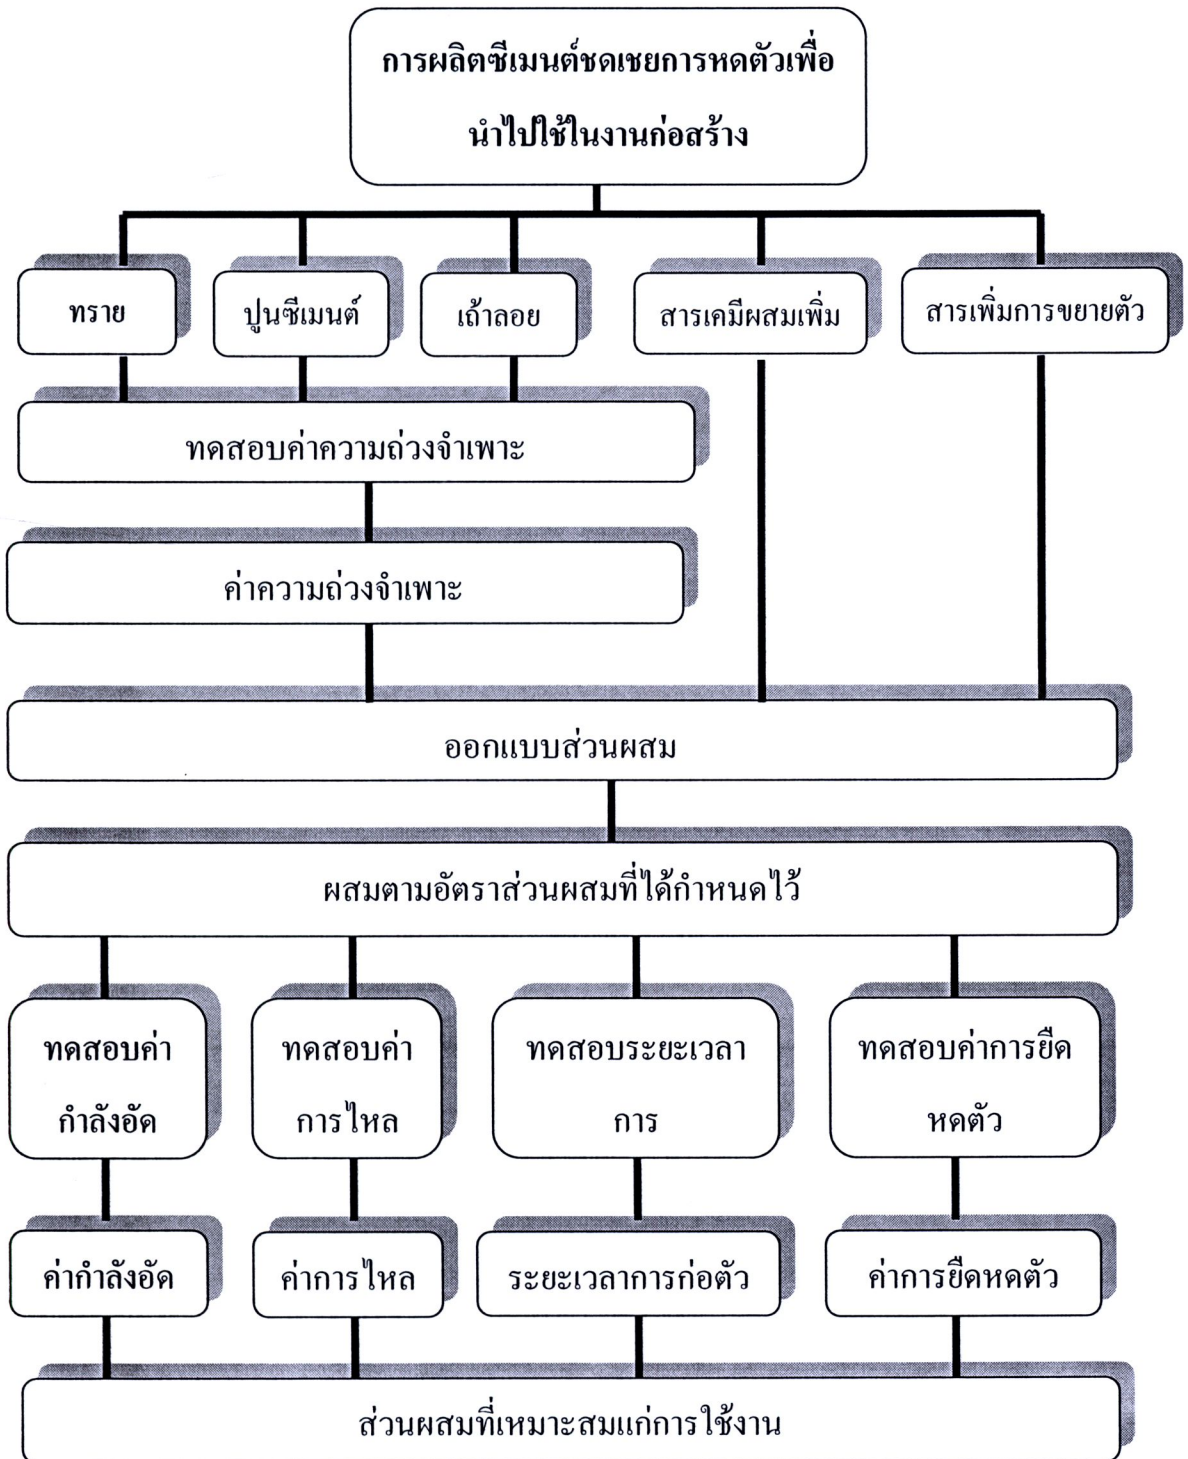 การผลิตซีเมนต์ชดเชยการหดตัวเพื่อ
นำไปใช้ในงานก่อสร้าง
ทราย
ปูนซีเมนต์
เถ้าลอย
สารเคมีผสมเพิ่ม
สารเพิ่มการขยายตัว
ทดสอบค่าความถ่วงจำเพาะ
ค่าความถ่วงจำเพาะ
ออกแบบส่วนผสม
ผสมตามอัตราส่วนผสมที่ได้กำหนดไว้
ทดสอบค่า
กำลังอัด
ทดสอบค่า
การไหล
ทดสอบระยะเวลา
การ
ทดสอบค่าการยืด
หดตัว
ค่ากำลังอัด
ค่าการไหล
ระยะเวลาการก่อตัว
ค่าการยืดหดตัว
ส่วนผสมที่เหมาะสมแก่การใช้งาน